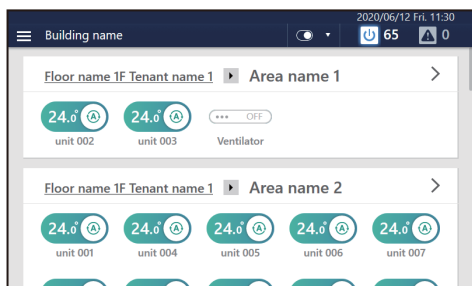 2020/06/12 Fri. 11:30
Building name 65 0
Floor name 1F Tenant name 1 Area name 1
24.0° A 24.0° A OFF
unit 002 unit 003 Ventilator
Floor name 1F Tenant name 1 Area name 2
24.0° A 24.0° A 24.0° A 24.0° A 24.0° A
unit 001 unit 004 unit 005 unit 006 unit 007